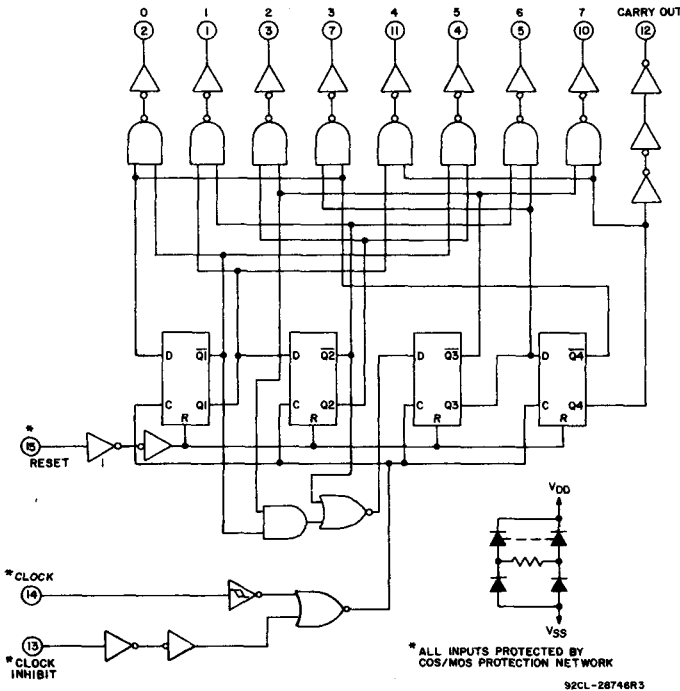 0 1 2 3 4 5 6 7 CARRY OUT
2 1 3 7 11 4 5 10 12
D Q1 D Q2 D Q3 D Q4
C Q1 C Q2 C Q3 C Q4
R R R R
*
15
RESET
1
VDD
*CLOCK
14
13
*CLOCK
INHIBIT
VSS
* ALL INPUTS PROTECTED BY
COS/MOS PROTECTION NETWORK
92CL-28746R3